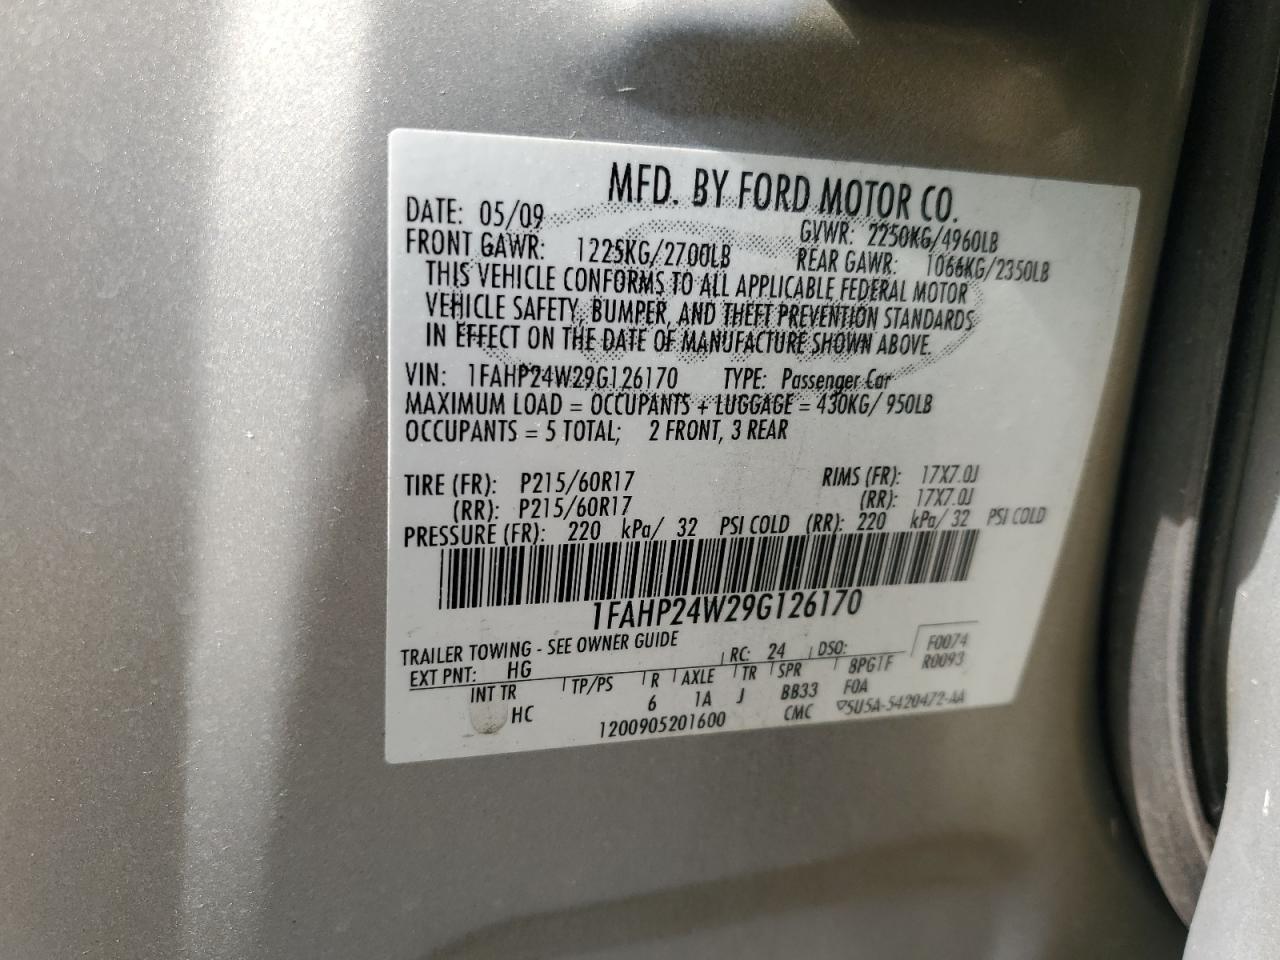 MFD. BY FORD MOTOR CO.
DATE: 05/09 GVWR: 2250KG/4960LB
FRONT GAWR: 1225KG/2700LB REAR GAWR: 1066KG/2350LB
THIS VEHICLE CONFORMS TO ALL APPLICABLE FEDERAL MOTOR
VEHICLE SAFETY, BUMPER, AND THEFT PREVENTION STANDARDS
IN EFFECT ON THE DATE OF MANUFACTURE SHOWN ABOVE.
VIN: 1FAHP24W29G126170 TYPE: Passenger Car
MAXIMUM LOAD = OCCUPANTS + LUGGAGE = 430KG/ 950LB
OCCUPANTS = 5 TOTAL; 2 FRONT, 3 REAR
TIRE (FR): P215/60R17 RIMS (FR): 17X7.0J
(RR): P215/60R17 (RR): 17X7.0J
PRESSURE (FR): 220 kPa/ 32 PSI COLD (RR): 220 kPa/ 32 PSI COLD
1FAHP24W29G126170
TRAILER TOWING - SEE OWNER GUIDE
EXT PNT: HG RC: 24 DSO: F0074
R0093
INT TR TP/PS R AXLE TR SPR 8PGTF
HC 6 1A J BB33 F0A
1200905201600 CMC 5U5A-5420472-AA